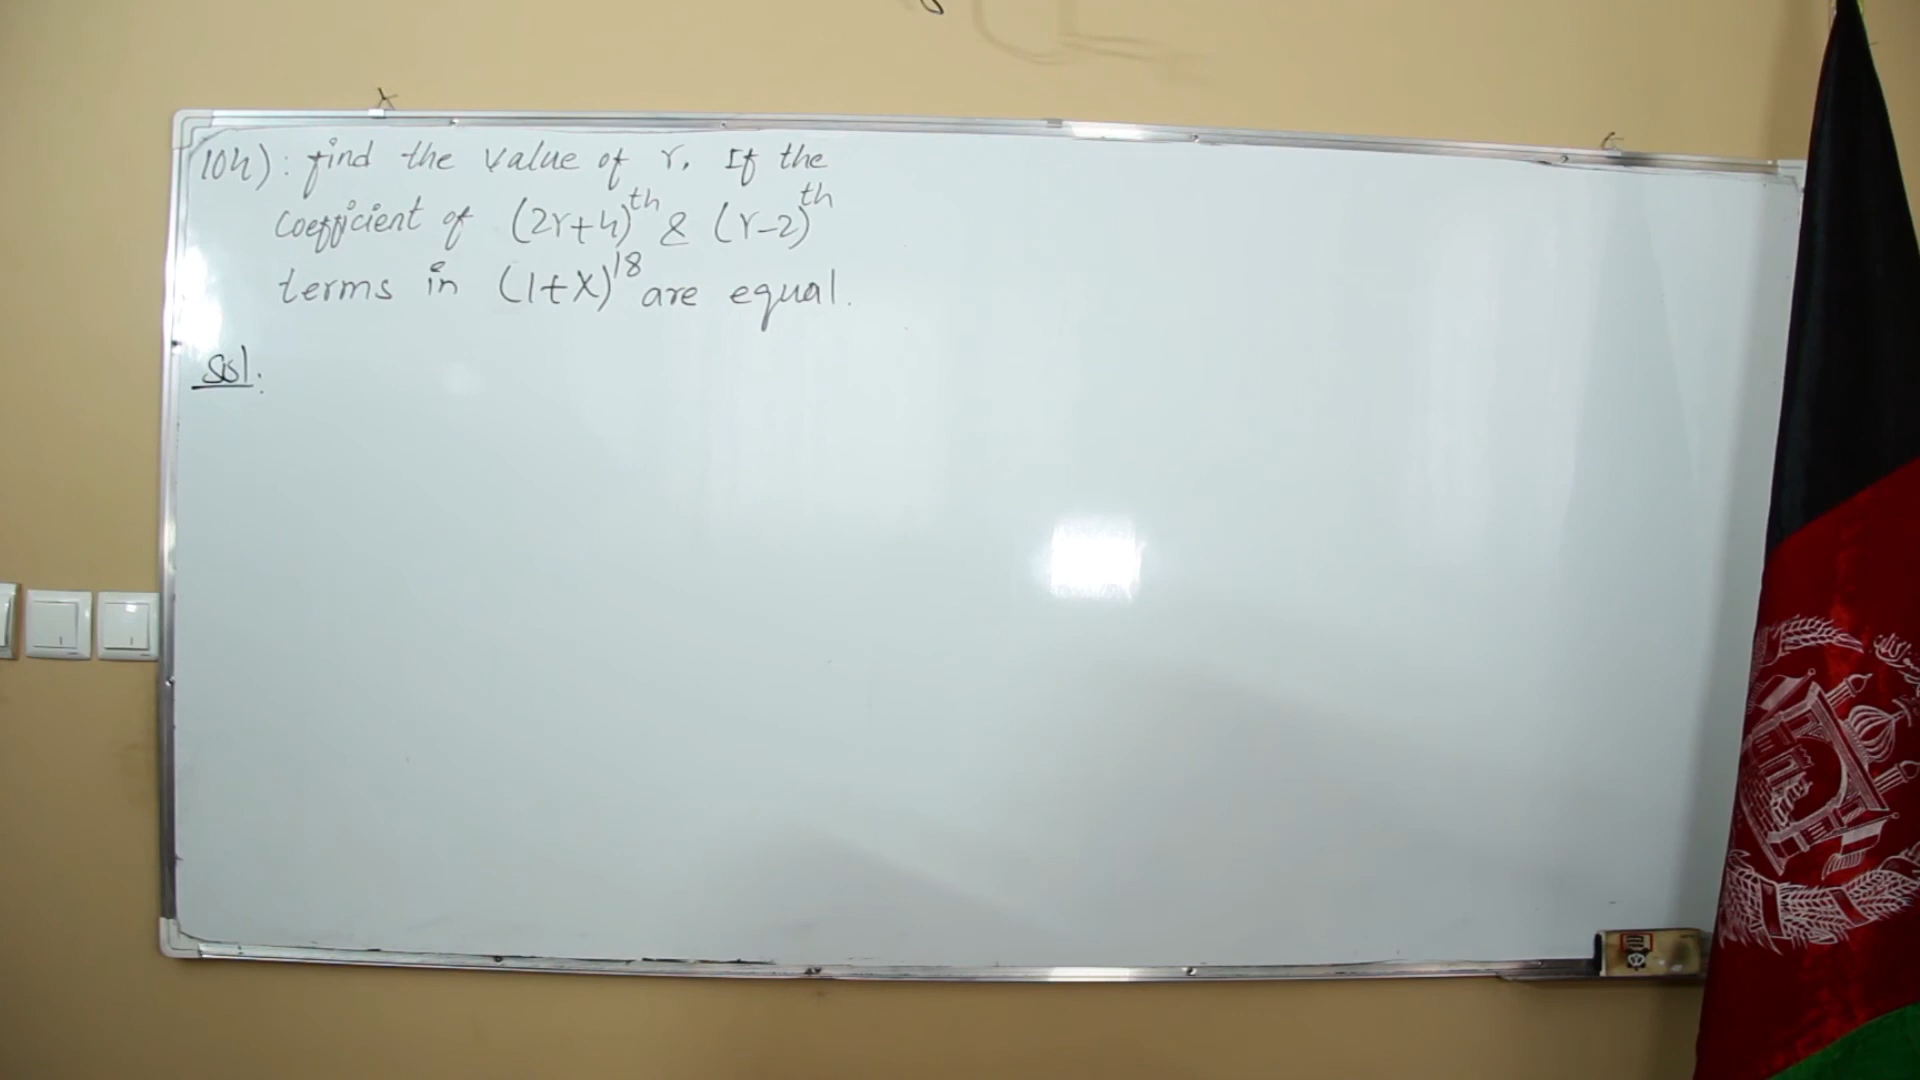 104): find the value of r. If the
coefficient of (2r+4)^th & (r-2)^th
terms in (1+x)^18 are equal.
Sol: